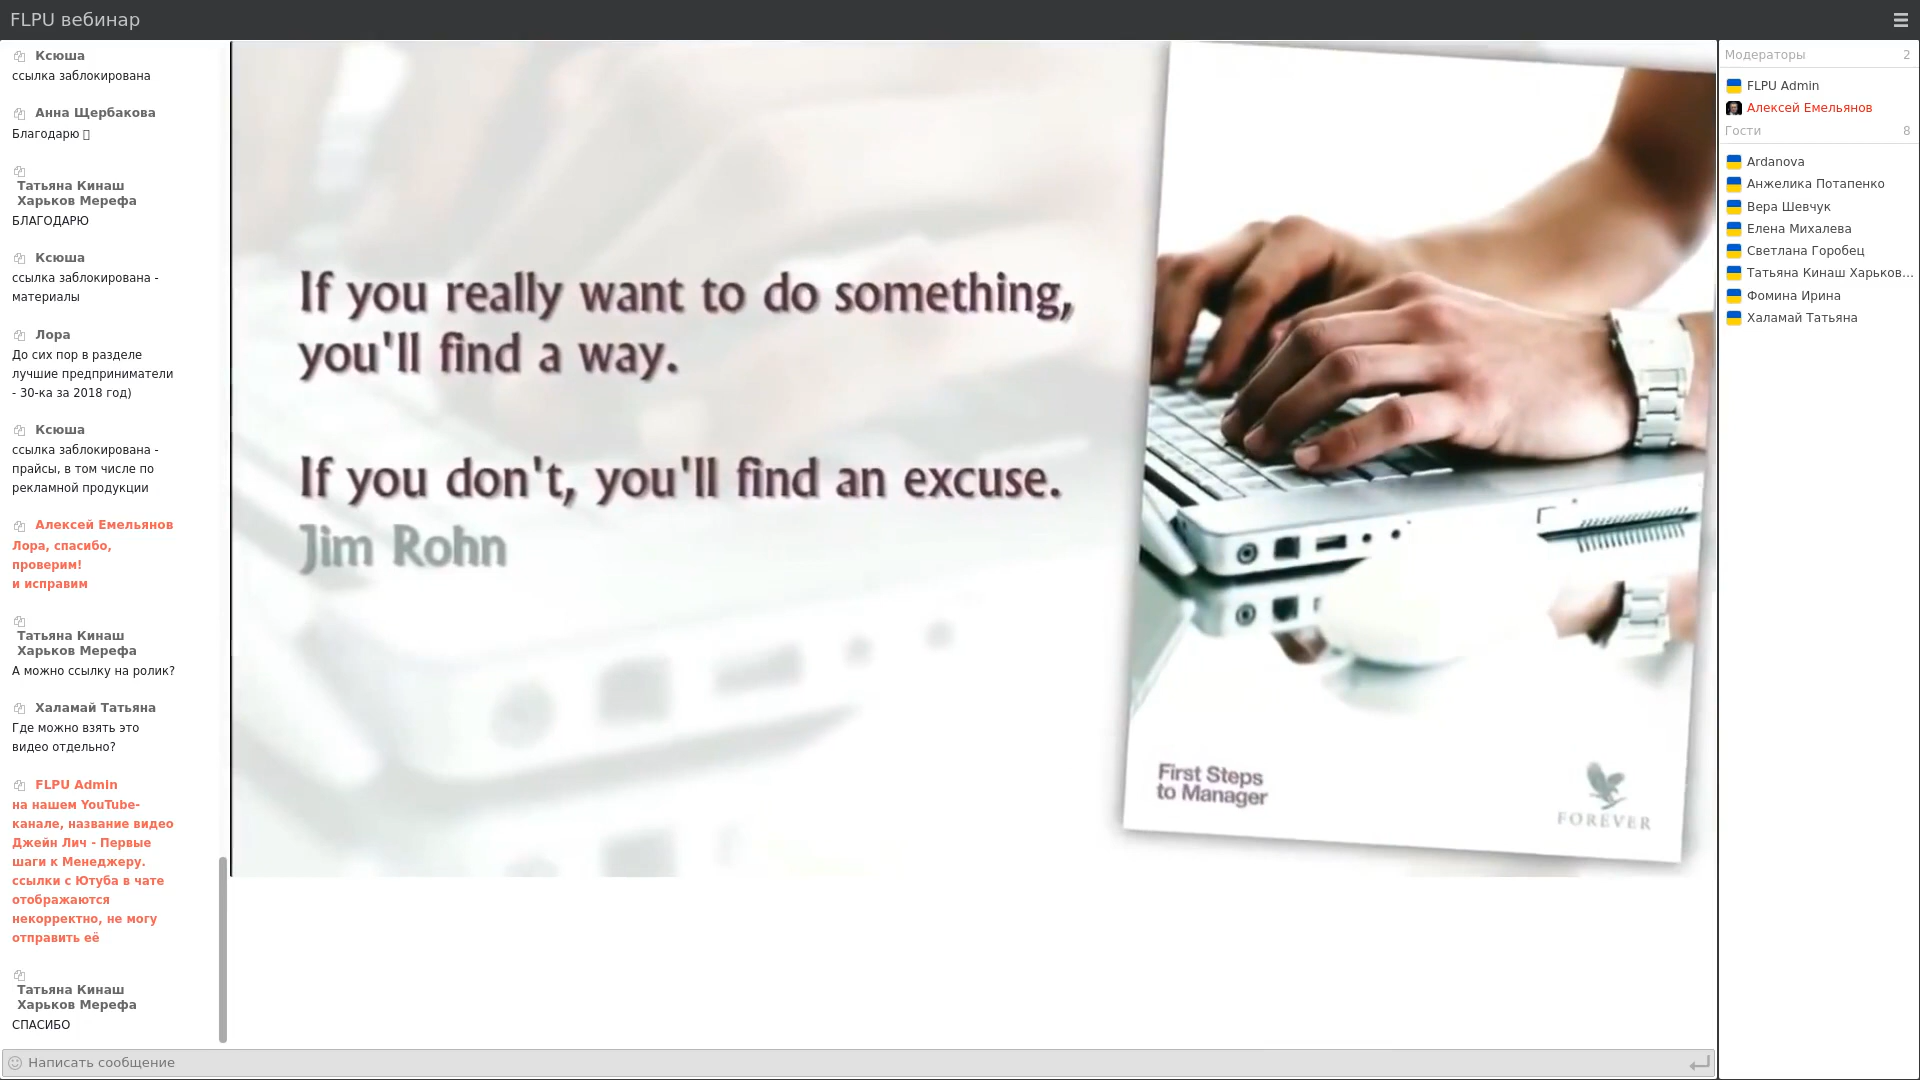 FLPU вебинар
Ксюша
ссылка заблокирована
Анна Щербакова
Благодарю
Татьяна Кинаш
Харьков Мерефа
БЛАГОДАРЮ
Ксюша
ссылка заблокирована -
материалы
Лора
До сих пор в разделе
лучшие предприниматели
- 30-ка за 2018 год)
Ксюша
ссылка заблокирована -
прайсы, в том числе по
рекламной продукции
Алексей Емельянов
Лора, спасибо,
проверим!
и исправим
Татьяна Кинаш
Харьков Мерефа
А можно ссылку на ролик?
Халамай Татьяна
Где можно взять это
видео отдельно?
FLPU Admin
на нашем YouTube-
канале, название видео
Джейн Лич - Первые
шаги к Менеджеру.
ссылки с Ютуба в чате
отображаются
некорректно, не могу
отправить её
Татьяна Кинаш
Харьков Мерефа
СПАСИБО
Написать сообщение
If you really want to do something,
you'll find a way.
If you don't, you'll find an excuse.
Jim Rohn
First Steps
to Manager
FOREVER
Модераторы 2
FLPU Admin
Алексей Емельянов
Гости 8
Ardanova
Анжелика Потапенко
Вера Шевчук
Елена Михалева
Светлана Горобец
Татьяна Кинаш Харьков...
Фомина Ирина
Халамай Татьяна